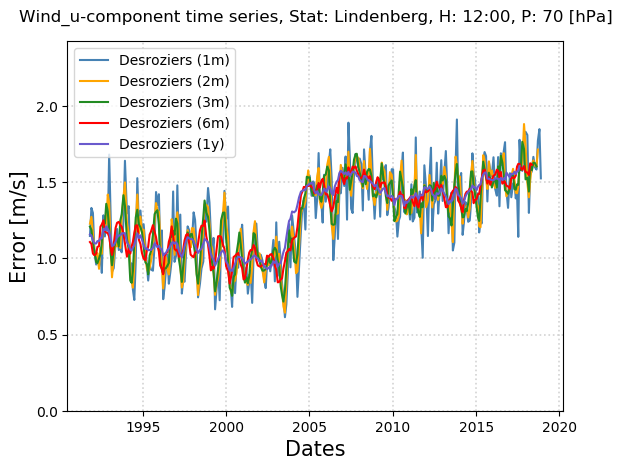 Wind_u-component time series, Stat: Lindenberg, H: 12:00, P: 70 [hPa]
Desroziers (1m)
Desroziers (2m)
Desroziers (3m)
Desroziers (6m)
Desroziers (1y)
Error [m/s]
2.0
1.5
1.0
0.5
0.0
1995 2000 2005 2010 2015 2020
Dates